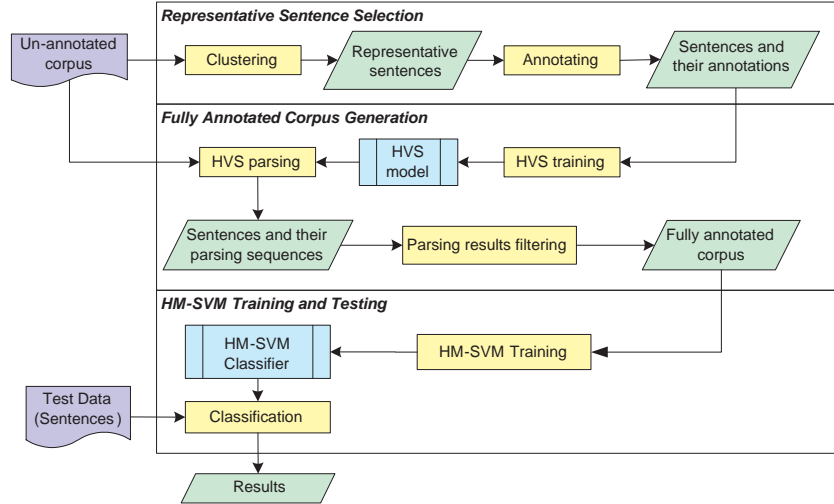 Representative Sentence Selection
Un-annotated
corpus
Clustering
Representative
sentences
Annotating
Sentences and
their annotations
Fully Annotated Corpus Generation
HVS parsing
HVS
model
HVS training
Sentences and their
parsing sequences
Parsing results filtering
Fully annotated
corpus
HM-SVM Training and Testing
HM-SVM
Classifier
HM-SVM Training
Test Data
(Sentences)
Classification
Results